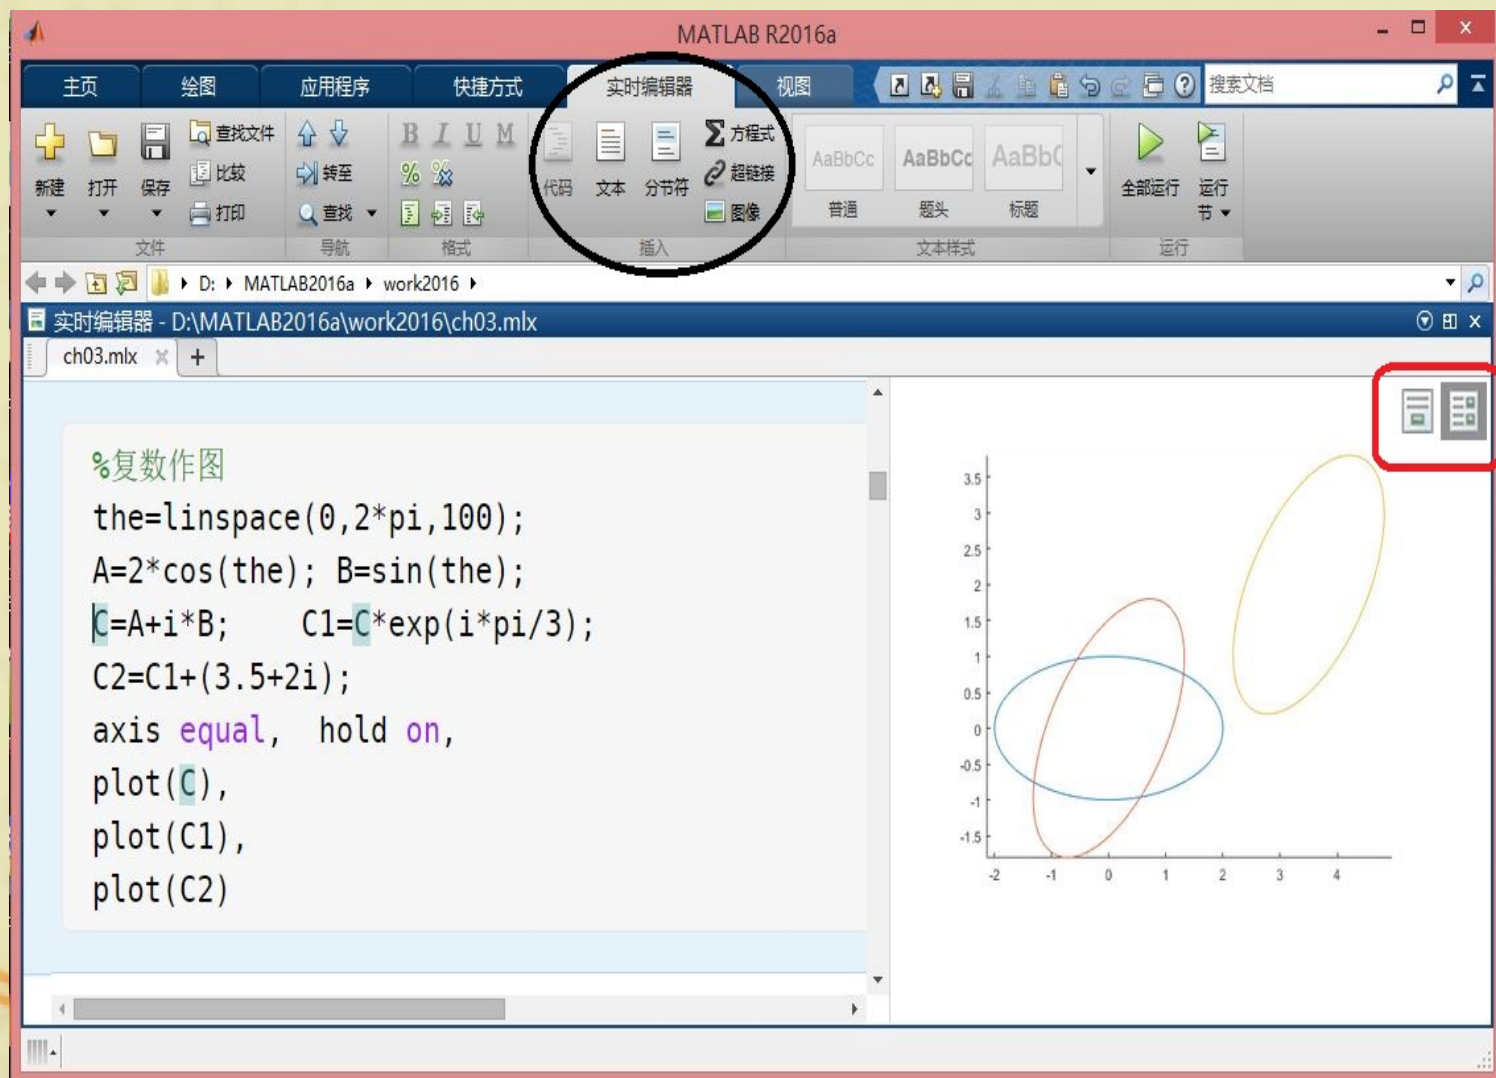 MATLAB R2016a
主页 绘图 应用程序 快捷方式 实时编辑器 视图 搜索文档
新建 打开 保存 查找文件 比较 打印
文件
转至 查找
导航
B I U M
格式
代码 文本 分节符 方程式 超链接 图像
插入
AaBbCc AaBbCc AaBb(
普通 题头 标题
文本样式
全部运行 运行节
运行
D: MATLAB2016a work2016
实时编辑器 - D:\MATLAB2016a\work2016\ch03.mlx
ch03.mlx
%复数作图
the=linspace(0,2*pi,100);
A=2*cos(the); B=sin(the);
C=A+i*B; C1=C*exp(i*pi/3);
C2=C1+(3.5+2i);
axis equal, hold on,
plot(C),
plot(C1),
plot(C2)
3.5
3
2.5
2
1.5
1
0.5
0
-0.5
-1
-1.5
-2 -1 0 1 2 3 4